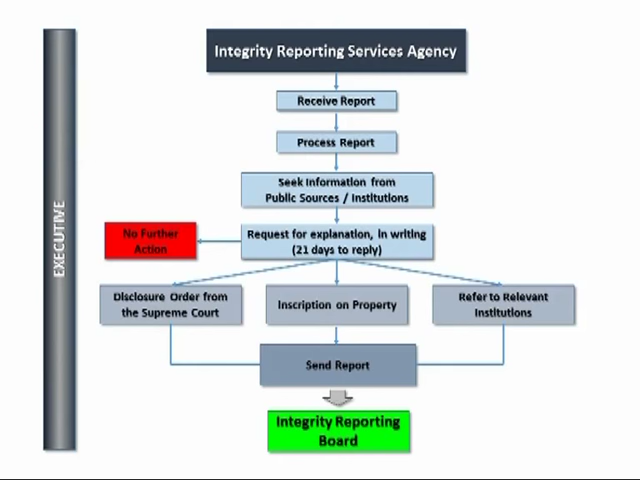 Integrity Reporting Services Agency
Receive Report
Process Report
Seek Information from
Public Sources / Institutions
EXECUTIVE
No Further
Action
Request for explanation, in writing
(21 days to reply)
Disclosure Order from
the Supreme Court
Inscription on Property
Refer to Relevant
Institutions
Send Report
Integrity Reporting
Board